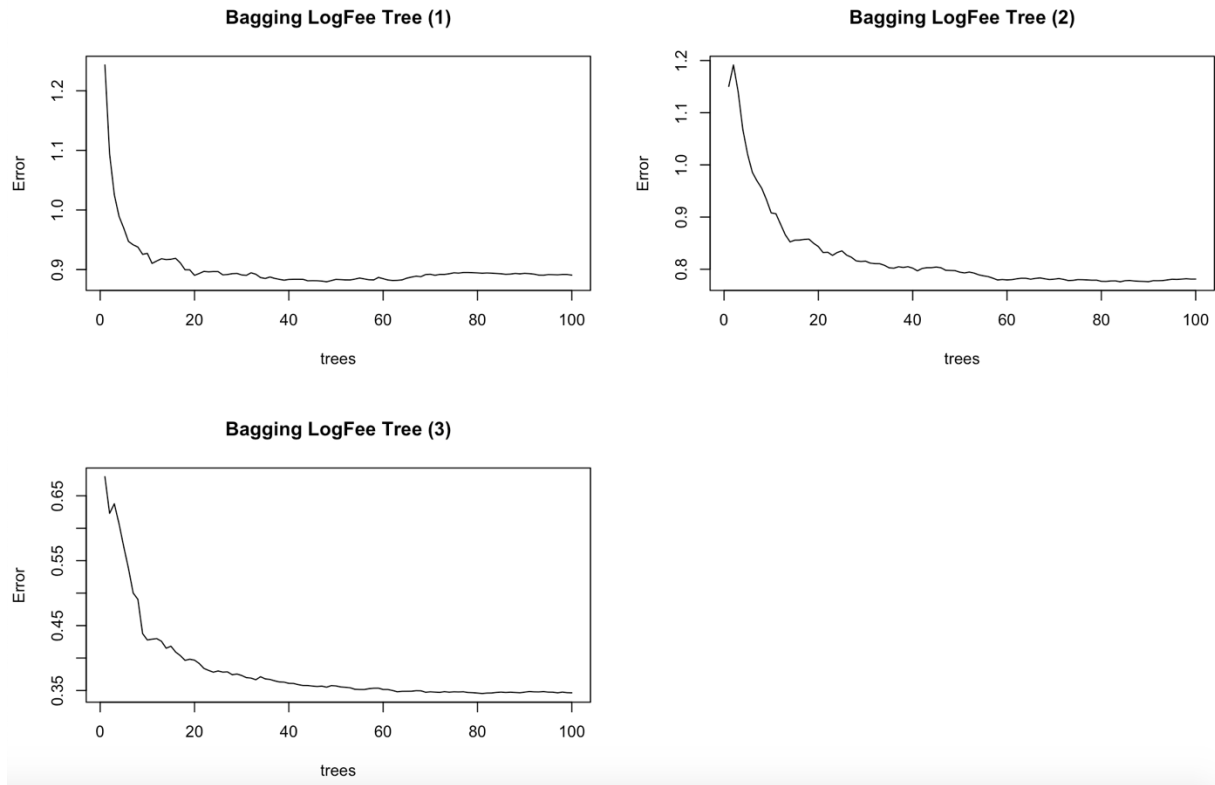 Bagging LogFee Tree (1)
Error
1.2
1.1
1.0
0.9
0 20 40 60 80 100
trees
Bagging LogFee Tree (2)
Error
1.2
1.1
1.0
0.9
0.8
0 20 40 60 80 100
trees
Bagging LogFee Tree (3)
Error
0.65
0.55
0.45
0.35
0 20 40 60 80 100
trees